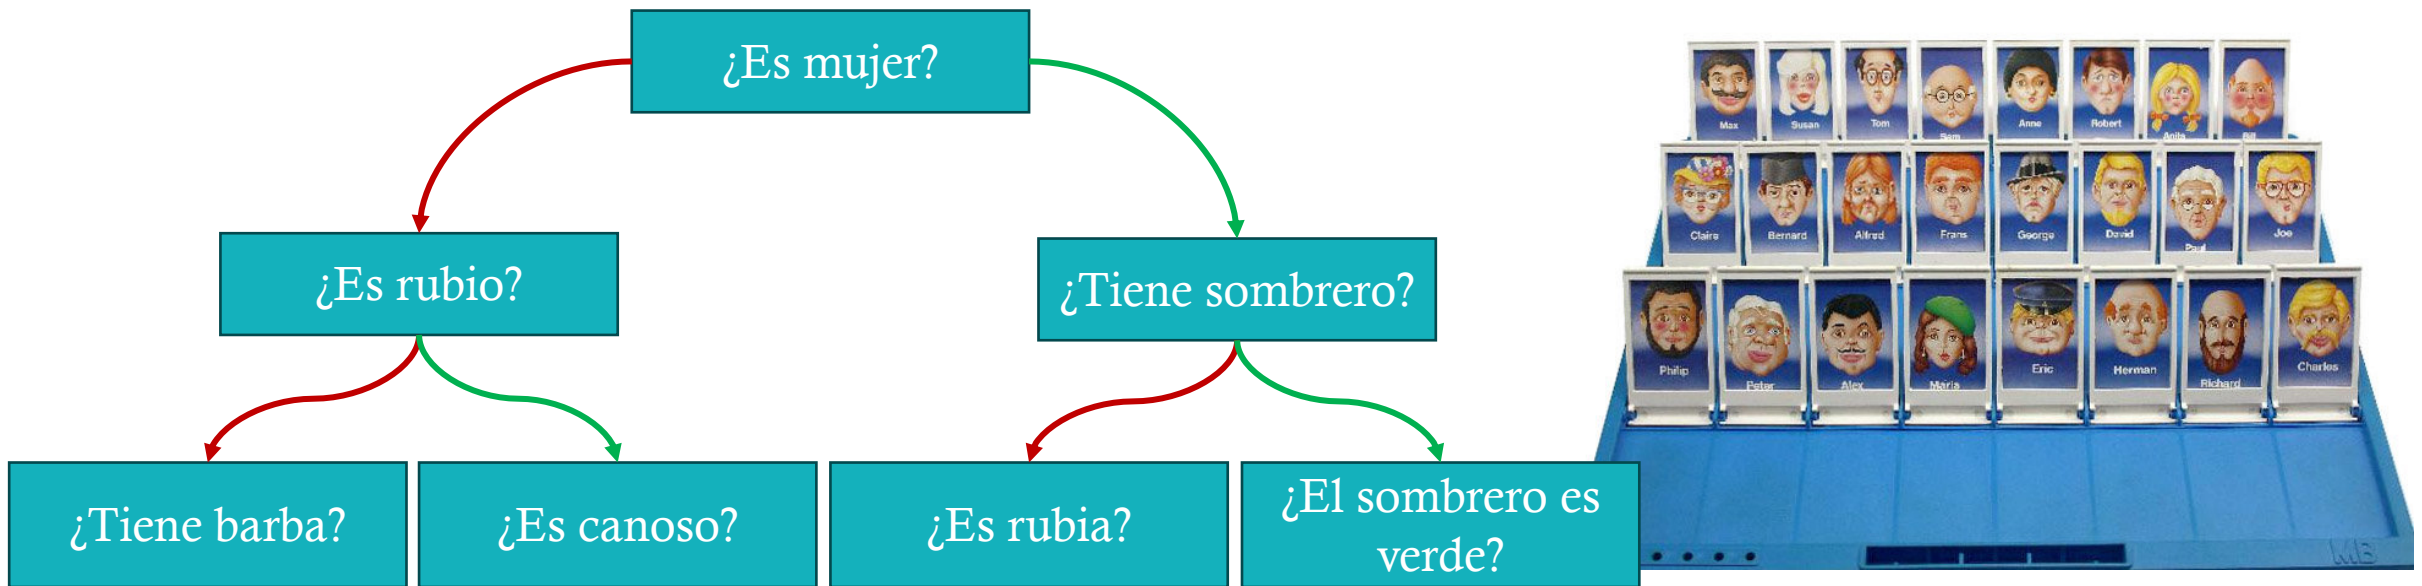 ¿Es mujer?
¿Es rubio?
¿Tiene sombrero?
¿Tiene barba?
¿Es canoso?
¿Es rubia?
¿El sombrero es
verde?
Max
Susan
Tom
Sam
Anne
Robert
Anita
Bill
Claire
Bernard
Alfred
Frans
George
David
Paul
Joe
Philip
Peter
Alex
Maria
Eric
Herman
Richard
Charles
MB